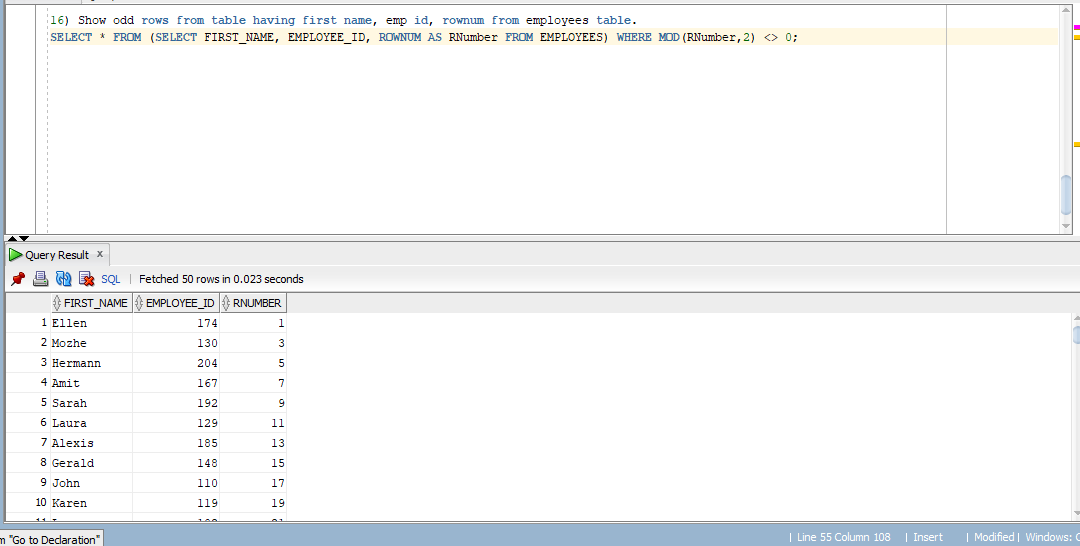 16) Show odd rows from table having first name, emp id, rownum from employees table.
SELECT * FROM (SELECT FIRST_NAME, EMPLOYEE_ID, ROWNUM AS RNumber FROM EMPLOYEES) WHERE MOD(RNumber,2) <> 0;
Query Result x
SQL | Fetched 50 rows in 0.023 seconds
FIRST_NAME EMPLOYEE_ID RNUMBER
1 Ellen 174 1
2 Mozhe 130 3
3 Hermann 204 5
4 Amit 167 7
5 Sarah 192 9
6 Laura 129 11
7 Alexis 185 13
8 Gerald 148 15
9 John 110 17
10 Karen 119 19
"Go to Declaration" | Line 55 Column 108 | Insert | Modified | Windows: